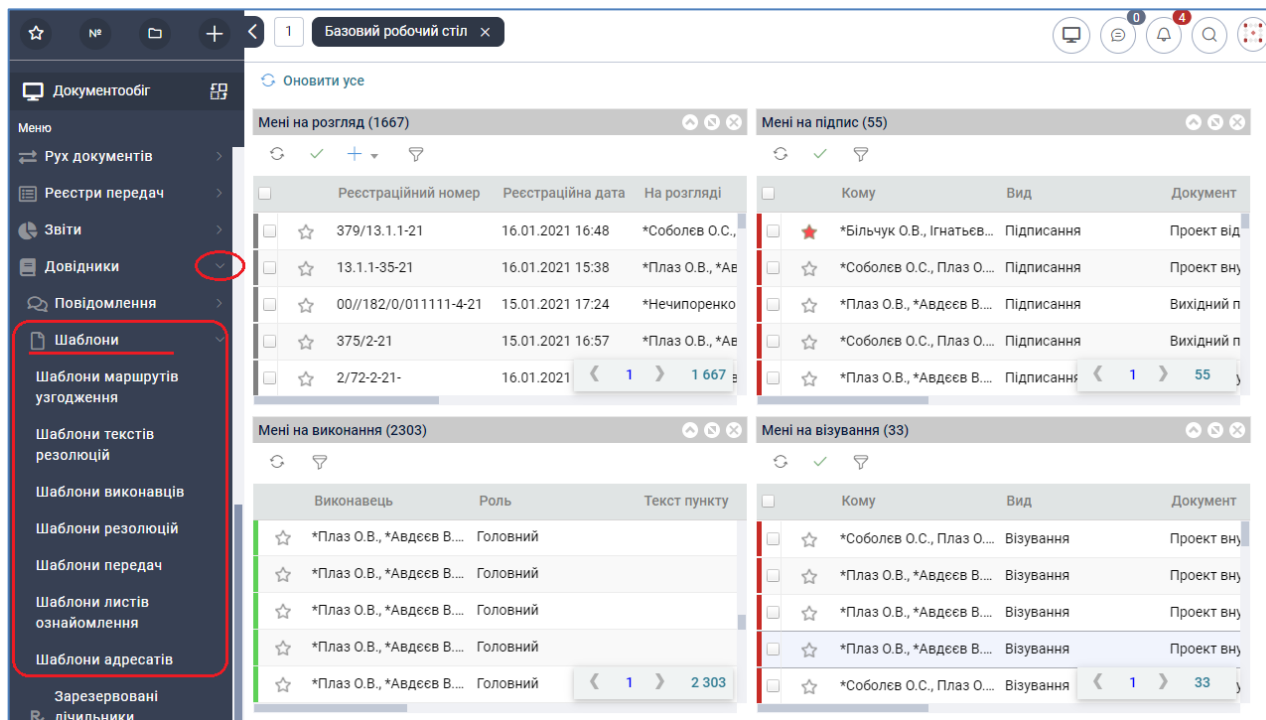 №
1
Базовий робочий стіл ×
0
4
Документообіг
Меню
Рух документів
Реєстри передач
Звіти
Довідники
Повідомлення
Шаблони
Шаблони маршрутів
узгодження
Шаблони текстів
резолюцій
Шаблони виконавців
Шаблони резолюцій
Шаблони передач
Шаблони листів
ознайомлення
Шаблони адресатів
Зарезервовані
R. лічильники
Оновити усе
Мені на розгляд (1667)
Реєстраційний номер Реєстраційна дата На розгляді
379/13.1.1-21 16.01.2021 16:48 *Соболєв О.С.,
13.1.1-35-21 16.01.2021 15:38 *Плаз О.В., *Ав
00//182/0/011111-4-21 15.01.2021 17:24 *Нечипоренко
375/2-21 15.01.2021 16:57 *Плаз О.В., *Ав
2/72-2-21- 16.01.2021
1 1 667
Мені на підпис (55)
Кому Вид Документ
*Більчук О.В., Ігнатьєв... Підписання Проект від
*Соболєв О.С., Плаз О.... Підписання Проект вну
*Плаз О.В., *Авдєєв В.... Підписання Вихідний п
*Соболєв О.С., Плаз О.... Підписання Вихідний п
*Плаз О.В., *Авдєєв В.... Підписання
1 55
Мені на виконання (2303)
Виконавець Роль Текст пункту
*Плаз О.В., *Авдєєв В.... Головний
*Плаз О.В., *Авдєєв В.... Головний
*Плаз О.В., *Авдєєв В.... Головний
*Плаз О.В., *Авдєєв В.... Головний
*Плаз О.В., *Авдєєв В.... Головний
1 2 303
Мені на візування (33)
Кому Вид Документ
*Соболєв О.С., Плаз О.... Візування Проект вну
*Плаз О.В., *Авдєєв В.... Візування Проект вну
*Плаз О.В., *Авдєєв В.... Візування Проект вну
*Плаз О.В., *Авдєєв В.... Візування Проект вну
*Соболєв О.С., Плаз О.... Візування
1 33